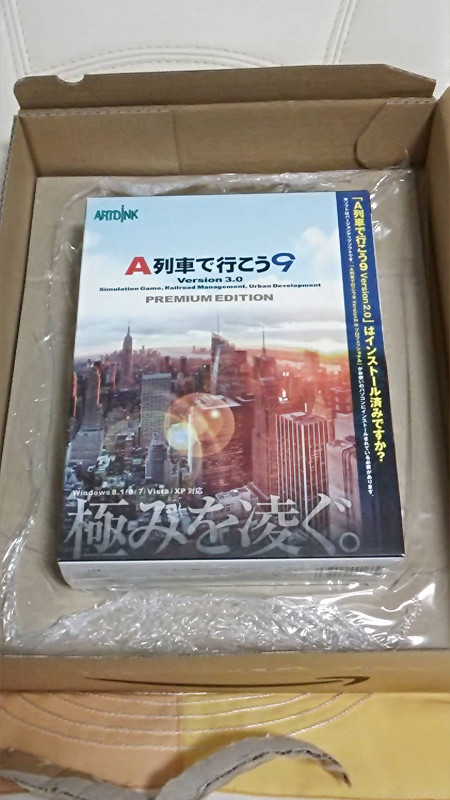 ARTDINK
A列車で行こう9
Version 3.0
Simulation Game, Railroad Management, Urban Development
PREMIUM EDITION
「A列車で行こう9 Version2.0」はインストール済みですか?
Windows 8.1/8/7/Vista/XP 対応
極みを凌ぐ。